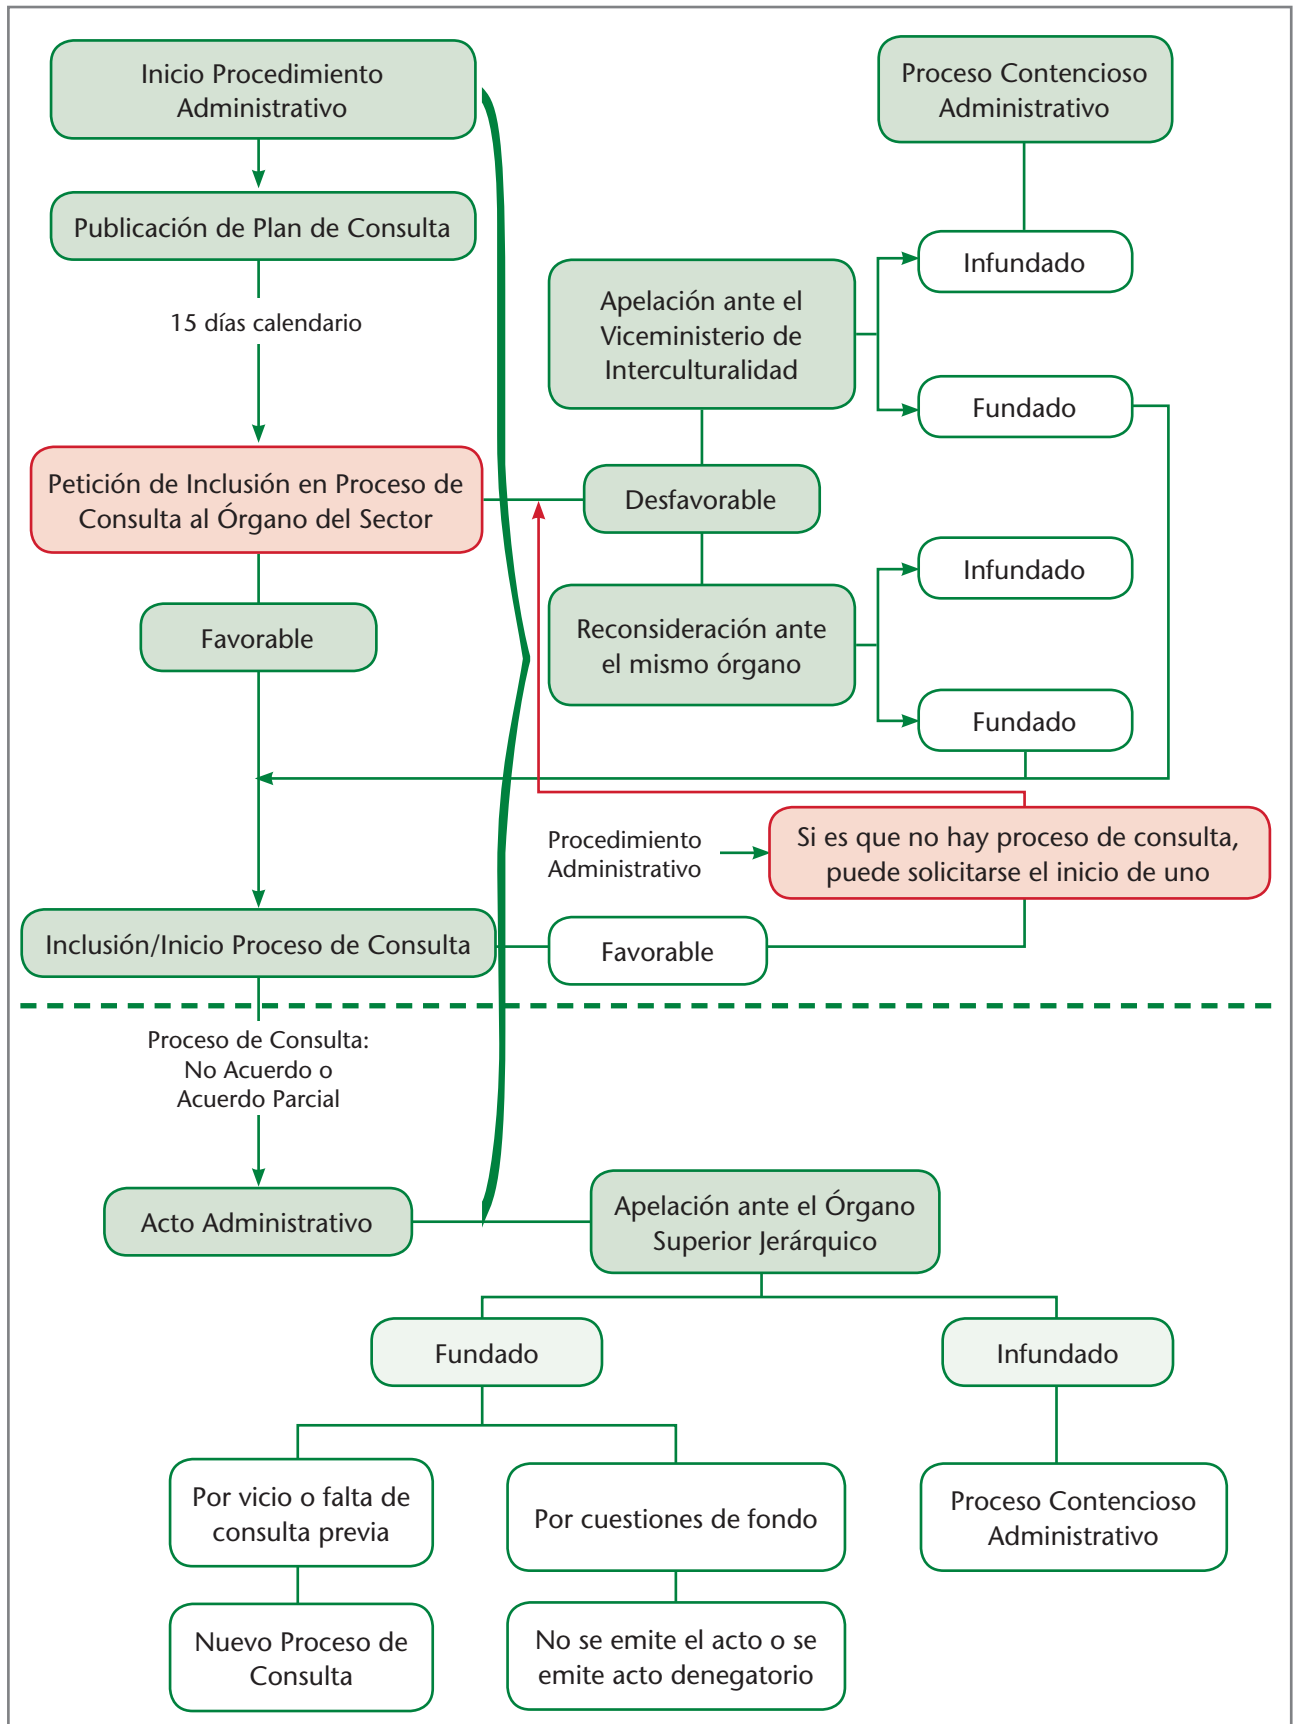 Inicio Procedimiento
Administrativo
Proceso Contencioso
Administrativo
Publicación de Plan de Consulta
Infundado
Apelación ante el
Viceministerio de
Interculturalidad
15 días calendario
Fundado
Petición de Inclusión en Proceso de
Consulta al Órgano del Sector
Desfavorable
Infundado
Reconsideración ante
el mismo órgano
Favorable
Fundado
Procedimiento
Administrativo
Si es que no hay proceso de consulta,
puede solicitarse el inicio de uno
Inclusión/Inicio Proceso de Consulta
Favorable
Proceso de Consulta:
No Acuerdo o
Acuerdo Parcial
Acto Administrativo
Apelación ante el Órgano
Superior Jerárquico
Fundado
Infundado
Por vicio o falta de
consulta previa
Por cuestiones de fondo
Proceso Contencioso
Administrativo
Nuevo Proceso de
Consulta
No se emite el acto o se
emite acto denegatorio